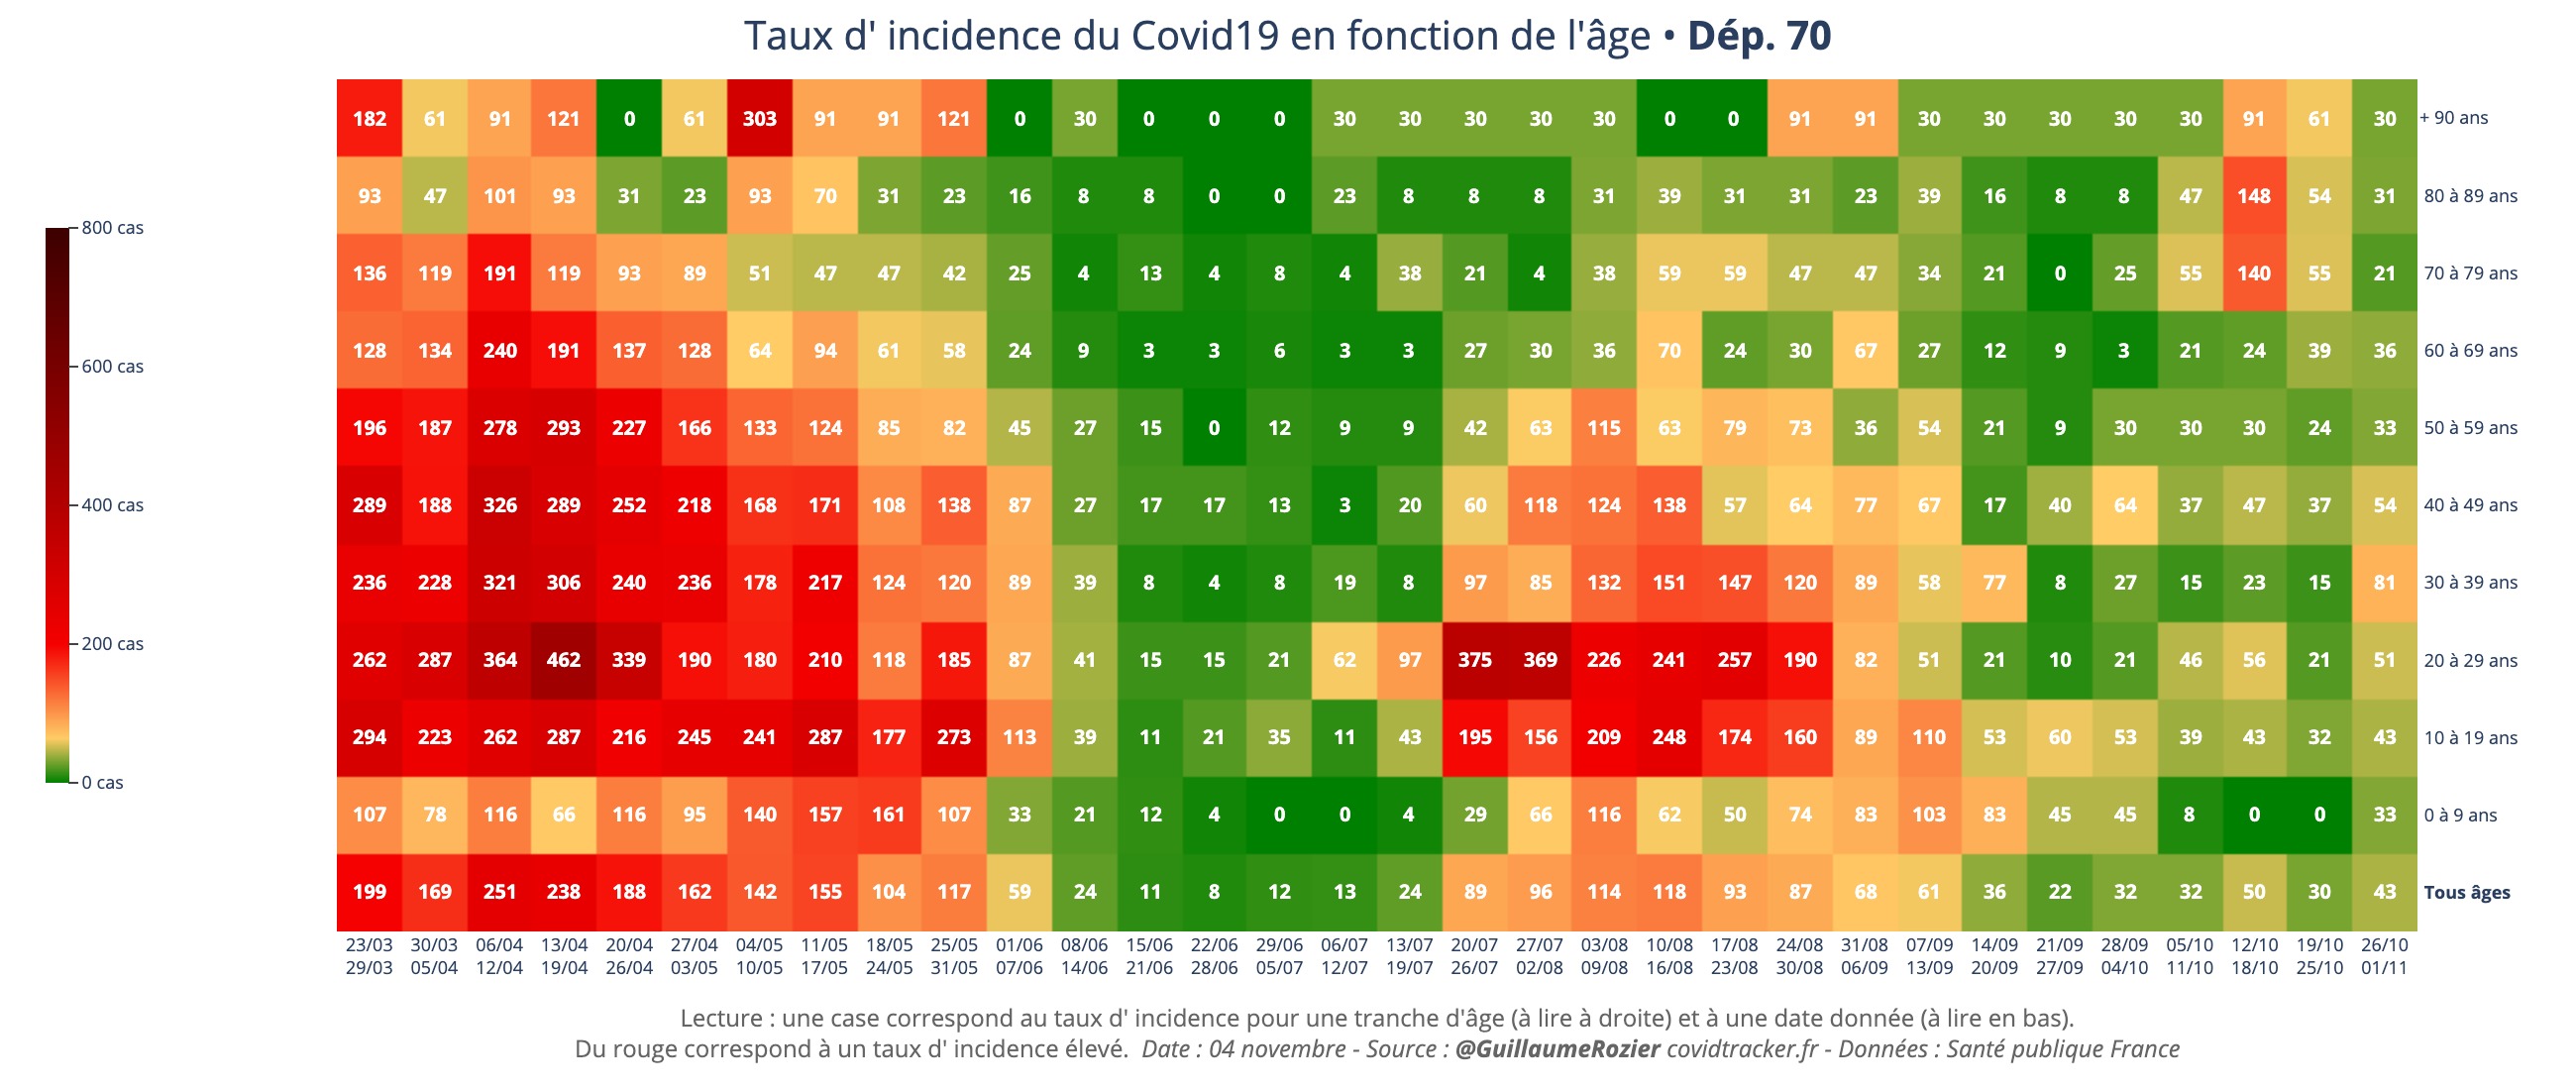 Taux d' incidence du Covid19 en fonction de l'âge • Dép. 70
182 61 91 121 0 61 303 91 91 121 0 30 0 0 0 30 30 30 30 30 0 0 91 91 30 30 30 30 30 91 61 30 + 90 ans
93 47 101 93 31 23 93 70 31 23 16 8 8 0 0 23 8 8 8 31 39 31 31 23 39 16 8 8 47 148 54 31 80 à 89 ans
800 cas
136 119 191 119 93 89 51 47 47 42 25 4 13 4 8 4 38 21 4 38 59 59 47 47 34 21 0 25 55 140 55 21 70 à 79 ans
128 134 240 191 137 128 64 94 61 58 24 9 3 3 6 3 3 27 30 36 70 24 30 67 27 12 9 3 21 24 39 36 60 à 69 ans
600 cas
196 187 278 293 227 166 133 124 85 82 45 27 15 0 12 9 9 42 63 115 63 79 73 36 54 21 9 30 30 30 24 33 50 à 59 ans
400 cas
289 188 326 289 252 218 168 171 108 138 87 27 17 17 13 3 20 60 118 124 138 57 64 77 67 17 40 64 37 47 37 54 40 à 49 ans
236 228 321 306 240 236 178 217 124 120 89 39 8 4 8 19 8 97 85 132 151 147 120 89 58 77 8 27 15 23 15 81 30 à 39 ans
200 cas
262 287 364 462 339 190 180 210 118 185 87 41 15 15 21 62 97 375 369 226 241 257 190 82 51 21 10 21 46 56 21 51 20 à 29 ans
294 223 262 287 216 245 241 287 177 273 113 39 11 21 35 11 43 195 156 209 248 174 160 89 110 53 60 53 39 43 32 43 10 à 19 ans
0 cas
107 78 116 66 116 95 140 157 161 107 33 21 12 4 0 0 4 29 66 116 62 50 74 83 103 83 45 45 8 0 0 33 0 à 9 ans
199 169 251 238 188 162 142 155 104 117 59 24 11 8 12 13 24 89 96 114 118 93 87 68 61 36 22 32 32 50 30 43 Tous âges
23/03 30/03 06/04 13/04 20/04 27/04 04/05 11/05 18/05 25/05 01/06 08/06 15/06 22/06 29/06 06/07 13/07 20/07 27/07 03/08 10/08 17/08 24/08 31/08 07/09 14/09 21/09 28/09 05/10 12/10 19/10 26/10
29/03 05/04 12/04 19/04 26/04 03/05 10/05 17/05 24/05 31/05 07/06 14/06 21/06 28/06 05/07 12/07 19/07 26/07 02/08 09/08 16/08 23/08 30/08 06/09 13/09 20/09 27/09 04/10 11/10 18/10 25/10 01/11
Lecture : une case correspond au taux d' incidence pour une tranche d'âge (à lire à droite) et à une date donnée (à lire en bas).
Du rouge correspond à un taux d' incidence élevé. Date : 04 novembre - Source : @GuillaumeRozier covidtracker.fr - Données : Santé publique France